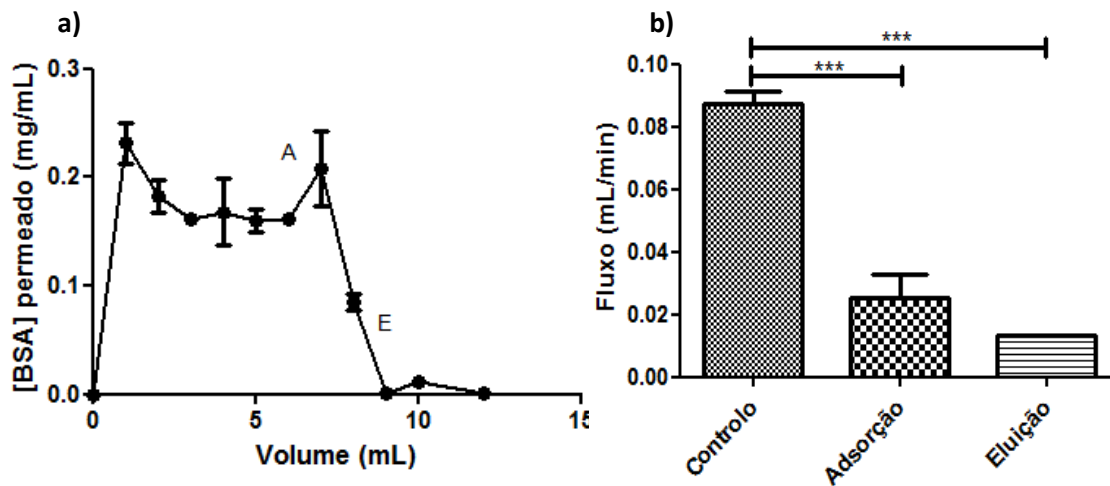 a)
[BSA] permeado (mg/mL)
0.3
0.2
0.1
0.0
A
E
0
5
10
15
Volume (mL)
b)
***
***
Fluxo (mL/min)
0.10
0.08
0.06
0.04
0.02
0.00
Controlo
Adsorção
Eluição